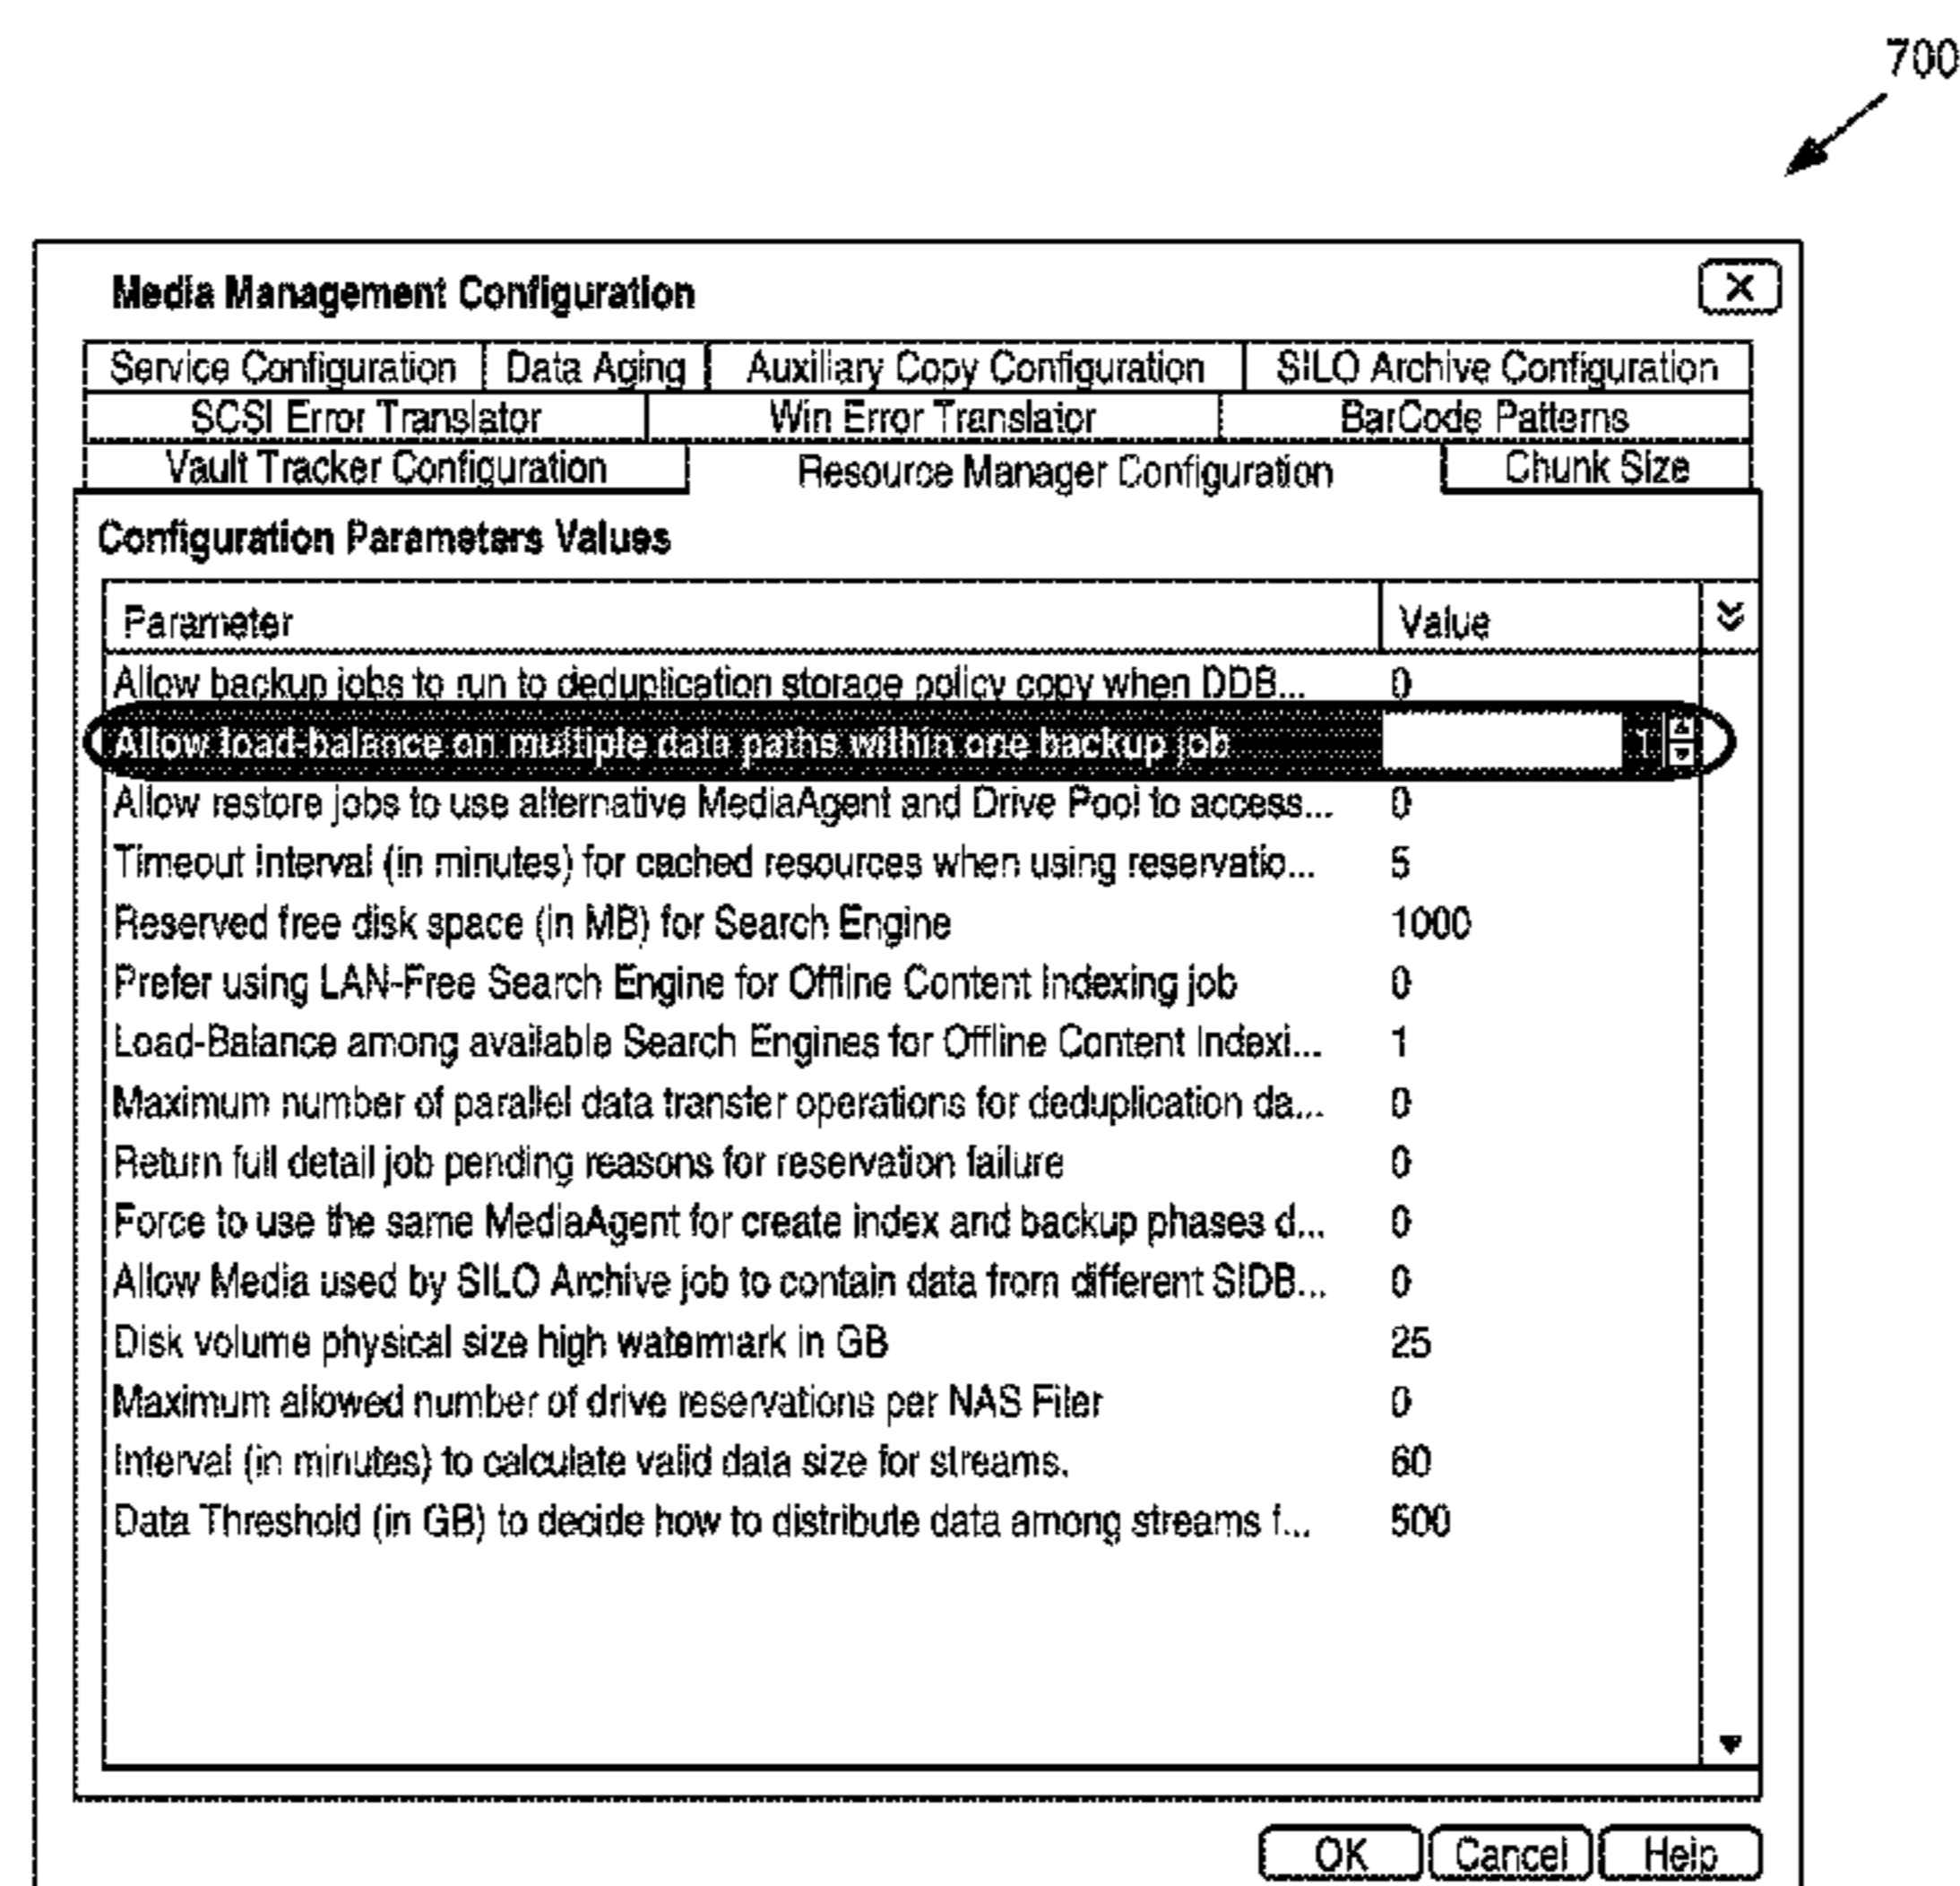 700
Media Management Configuration X
Service Configuration Data Aging Auxiliary Copy Configuration SILO Archive Configuration
SCSI Error Translator Win Error Translator BarCode Patterns
Vault Tracker Configuration Resource Manager Configuration Chunk Size
Configuration Parameters Values
Parameter Value
Allow backup jobs to run to deduplication storage policy copy when DDB... 0
Allow load-balance on multiple data paths within one backup job 1
Allow restore jobs to use alternative MediaAgent and Drive Pool to access... 0
Timeout interval (in minutes) for cached resources when using reservatio... 5
Reserved free disk space (in MB) for Search Engine 1000
Prefer using LAN-Free Search Engine for Offline Content Indexing job 0
Load-Balance among available Search Engines for Offline Content Indexi... 1
Maximum number of parallel data transfer operations for deduplication da... 0
Return full detail job pending reasons for reservation failure 0
Force to use the same MediaAgent for create index and backup phases d... 0
Allow Media used by SILO Archive job to contain data from different SIDB... 0
Disk volume physical size high watermark in GB 25
Maximum allowed number of drive reservations per NAS Filer 0
Interval (in minutes) to calculate valid data size for streams. 60
Data Threshold (in GB) to decide how to distribute data among streams f... 500
OK Cancel Help